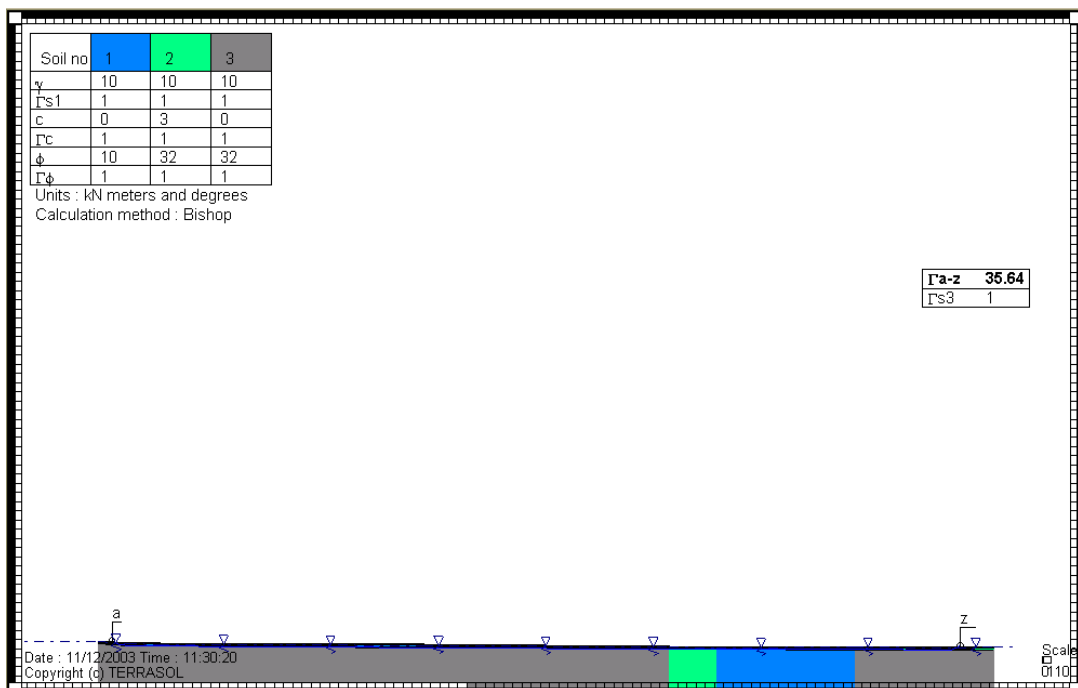 Soil no 1 2 3
γ 10 10 10
Γs1 1 1 1
c 0 3 0
Γc 1 1 1
ϕ 10 32 32
Γϕ 1 1 1
Units : kN meters and degrees
Calculation method : Bishop
Γa-z 35.64
Γs3 1
a
z
Date : 11/12/2003 Time : 11:30:20
Copyright (c) TERRASOL
Scale